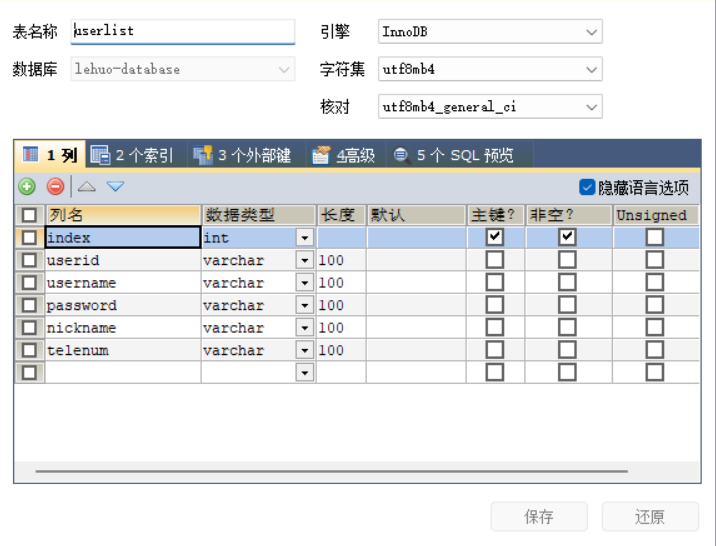 表名称 userlist 引擎 InnoDB
数据库 lehuo-database 字符集 utf8mb4
核对 utf8mb4_general_ci
1 列 2 个索引 3 个外部键 4高级 5 个 SQL 预览
隐藏语言选项
列名 数据类型 长度 默认 主键? 非空? Unsigned
index int
userid varchar 100
username varchar 100
password varchar 100
nickname varchar 100
telenum varchar 100
保存 还原